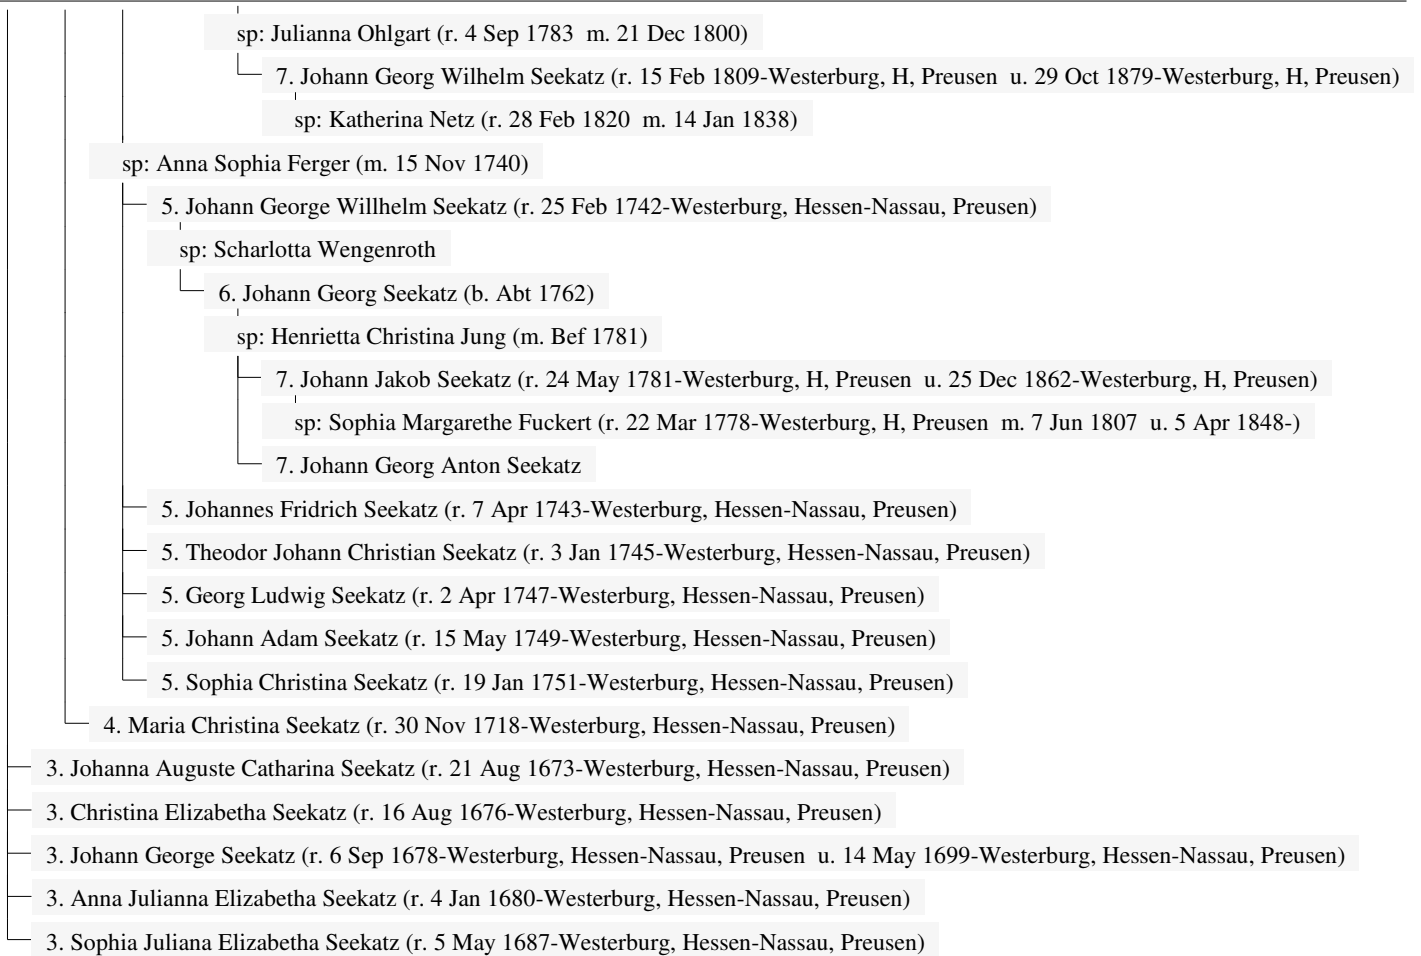 sp: Julianna Ohlgart (r. 4 Sep 1783  m. 21 Dec 1800)
7. Johann Georg Wilhelm Seekatz (r. 15 Feb 1809-Westerburg, H, Preusen  u. 29 Oct 1879-Westerburg, H, Preusen)
sp: Katherina Netz (r. 28 Feb 1820  m. 14 Jan 1838)
sp: Anna Sophia Ferger (m. 15 Nov 1740)
5. Johann George Willhelm Seekatz (r. 25 Feb 1742-Westerburg, Hessen-Nassau, Preusen)
sp: Scharlotta Wengenroth
6. Johann Georg Seekatz (b. Abt 1762)
sp: Henrietta Christina Jung (m. Bef 1781)
7. Johann Jakob Seekatz (r. 24 May 1781-Westerburg, H, Preusen  u. 25 Dec 1862-Westerburg, H, Preusen)
sp: Sophia Margarethe Fuckert (r. 22 Mar 1778-Westerburg, H, Preusen  m. 7 Jun 1807  u. 5 Apr 1848-)
7. Johann Georg Anton Seekatz
5. Johannes Fridrich Seekatz (r. 7 Apr 1743-Westerburg, Hessen-Nassau, Preusen)
5. Theodor Johann Christian Seekatz (r. 3 Jan 1745-Westerburg, Hessen-Nassau, Preusen)
5. Georg Ludwig Seekatz (r. 2 Apr 1747-Westerburg, Hessen-Nassau, Preusen)
5. Johann Adam Seekatz (r. 15 May 1749-Westerburg, Hessen-Nassau, Preusen)
5. Sophia Christina Seekatz (r. 19 Jan 1751-Westerburg, Hessen-Nassau, Preusen)
4. Maria Christina Seekatz (r. 30 Nov 1718-Westerburg, Hessen-Nassau, Preusen)
3. Johanna Auguste Catharina Seekatz (r. 21 Aug 1673-Westerburg, Hessen-Nassau, Preusen)
3. Christina Elizabetha Seekatz (r. 16 Aug 1676-Westerburg, Hessen-Nassau, Preusen)
3. Johann George Seekatz (r. 6 Sep 1678-Westerburg, Hessen-Nassau, Preusen  u. 14 May 1699-Westerburg, Hessen-Nassau, Preusen)
3. Anna Julianna Elizabetha Seekatz (r. 4 Jan 1680-Westerburg, Hessen-Nassau, Preusen)
3. Sophia Juliana Elizabetha Seekatz (r. 5 May 1687-Westerburg, Hessen-Nassau, Preusen)